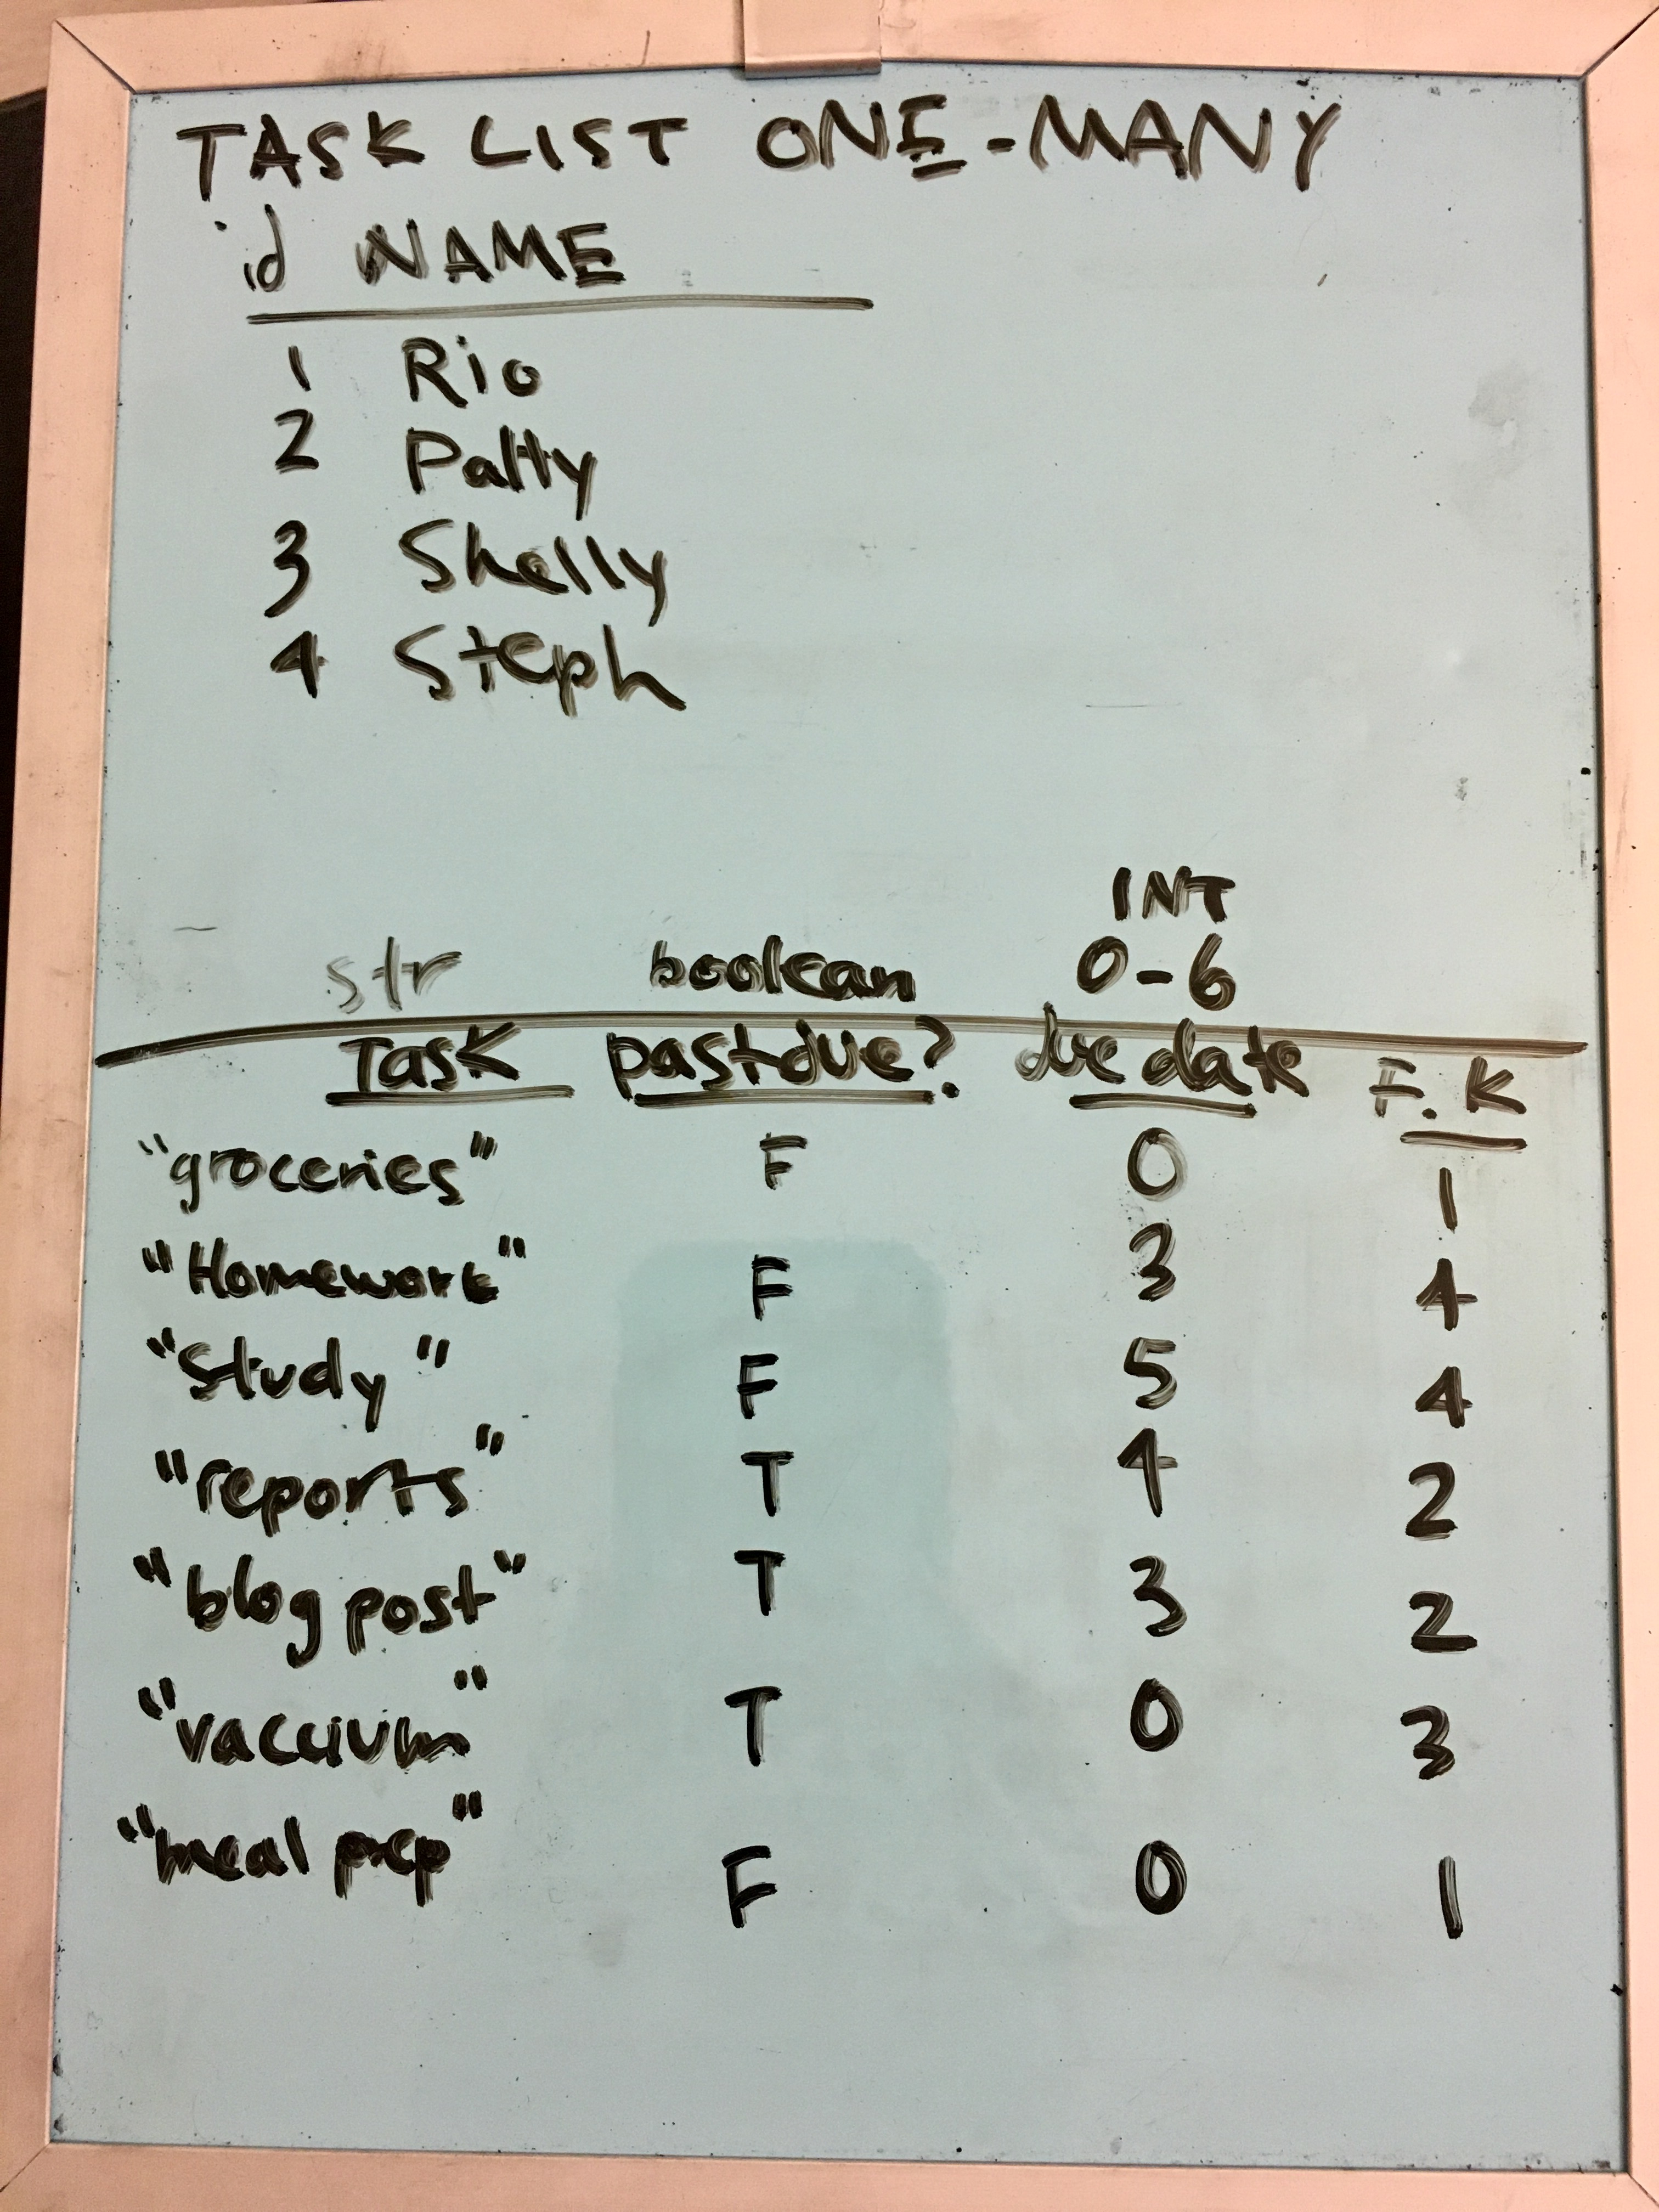 TASK LIST ONE-MANY
id NAME
1 Rio
2 Patty
3 Shelly
4 Steph
INT
str boolean 0-6
Task pastdue? due date F.K
"groceries" F 0 1
"Homework" F 3 4
"Study" F 5 4
"reports" T 4 2
"blog post" T 3 2
"vaccium" T 0 3
"meal prep" F 0 1